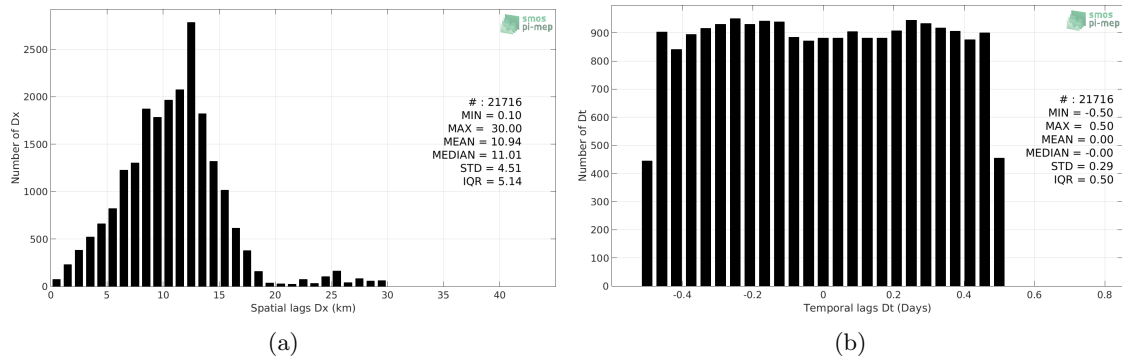 smos
pi-mep
2500
2000
1500
1000
500
0
Number of Dx
# : 21716
MIN = 0.10
MAX = 30.00
MEAN = 10.94
MEDIAN = 11.01
STD = 4.51
IQR = 5.14
0 5 10 15 20 25 30 35 40
Spatial lags Dx (km)
(a)
smos
pi-mep
900
800
700
600
500
400
300
200
100
0
Number of Dt
# : 21716
MIN = -0.50
MAX = 0.50
MEAN = 0.00
MEDIAN = -0.00
STD = 0.29
IQR = 0.50
-0.4 -0.2 0 0.2 0.4 0.6 0.8
Temporal lags Dt (Days)
(b)